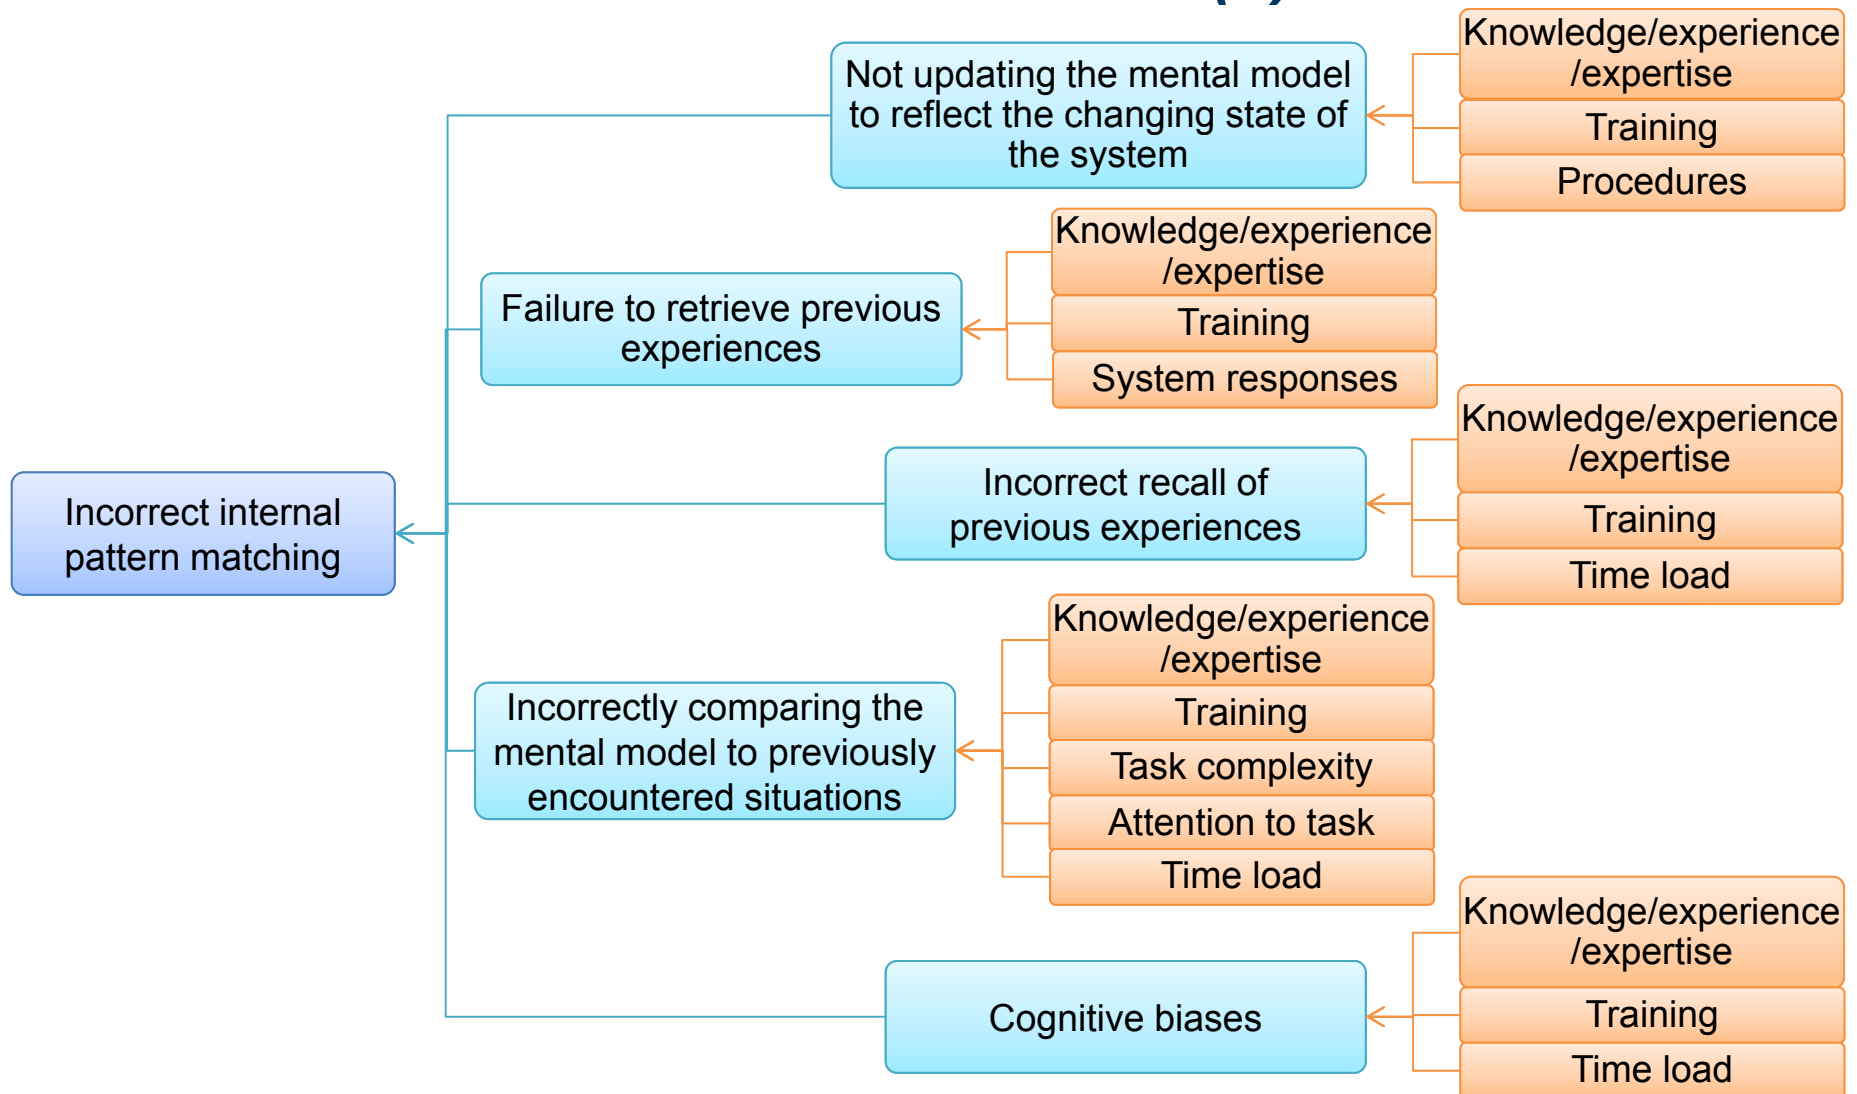 Knowledge/experience
/expertise
Training
Procedures
Not updating the mental model
to reflect the changing state of
the system
Knowledge/experience
/expertise
Training
System responses
Failure to retrieve previous
experiences
Knowledge/experience
/expertise
Training
Time load
Incorrect recall of
previous experiences
Incorrect internal
pattern matching
Knowledge/experience
/expertise
Training
Task complexity
Attention to task
Time load
Incorrectly comparing the
mental model to previously
encountered situations
Knowledge/experience
/expertise
Training
Time load
Cognitive biases